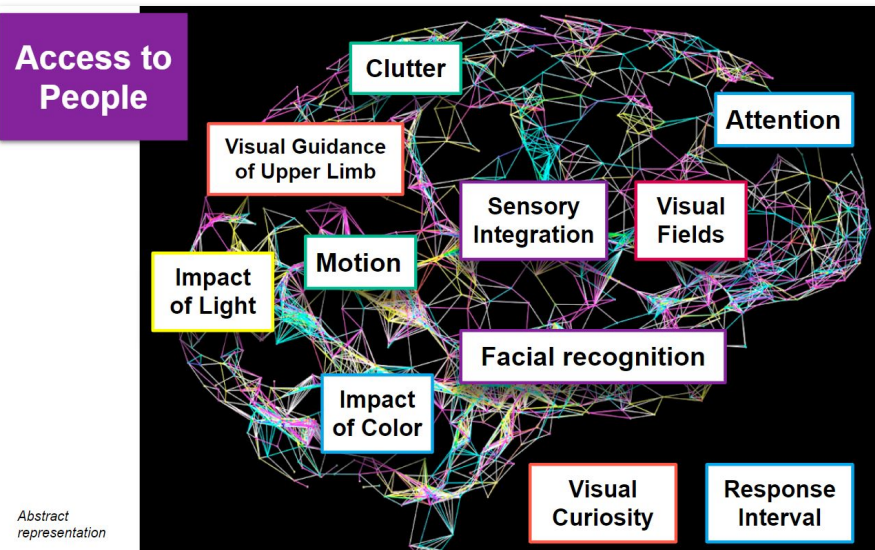 Access to
People
Clutter
Attention
Visual Guidance
of Upper Limb
Sensory
Integration
Visual
Fields
Motion
Impact
of Light
Facial recognition
Impact
of Color
Visual
Curiosity
Response
Interval
Abstract
representation